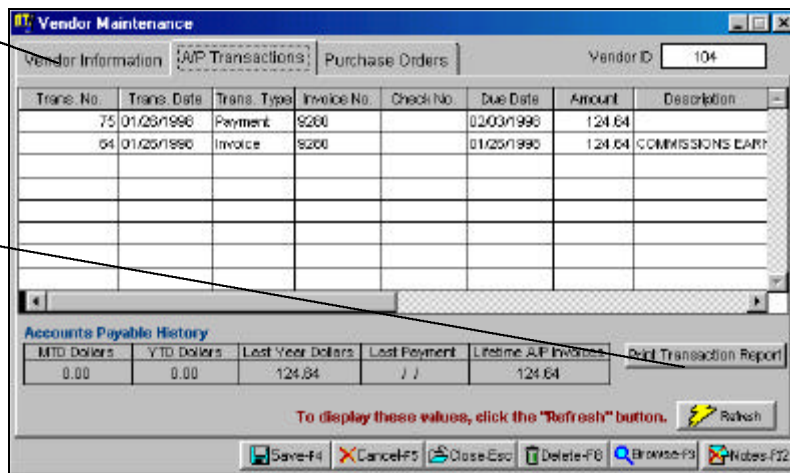 Vendor Maintenance
Vendor Information A/P Transactions Purchase Orders Vendor ID 104
Trans. No. Trans. Date Trans. Type Invoice No. Check No. Due Date Amount Description
75 01/26/1998 Payment 9260 02/03/1998 124.64
64 01/26/1998 Invoice 9260 01/26/1998 124.64 COMMISSIONS EARN
Accounts Payable History
MTD Dollars YTD Dollars Last Year Dollars Last Payment Lifetime A/P Invoices Print Transaction Report
0.00 0.00 124.64 / / 124.64
To display these values, click the "Refresh" button. Refresh
Save-F4 Cancel-F5 Close-Esc Delete-F8 Browse-F9 Notes-F12